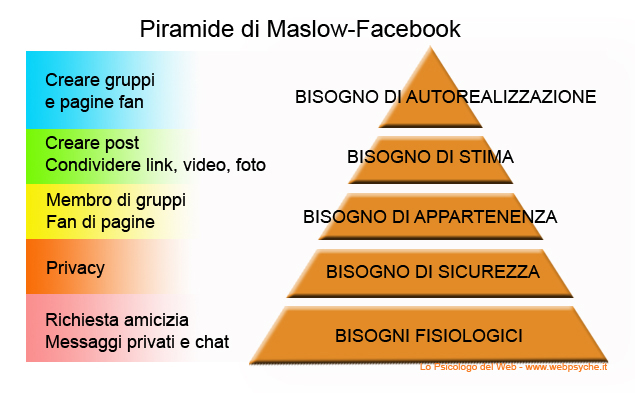 Piramide di Maslow-Facebook
Creare gruppi
e pagine fan
BISOGNO DI AUTOREALIZZAZIONE
Creare post
Condividere link, video, foto
BISOGNO DI STIMA
Membro di gruppi
Fan di pagine
BISOGNO DI APPARTENENZA
Privacy
BISOGNO DI SICUREZZA
Richiesta amicizia
Messaggi privati e chat
BISOGNI FISIOLOGICI
Lo Psicologo del Web - www.webpsyche.it